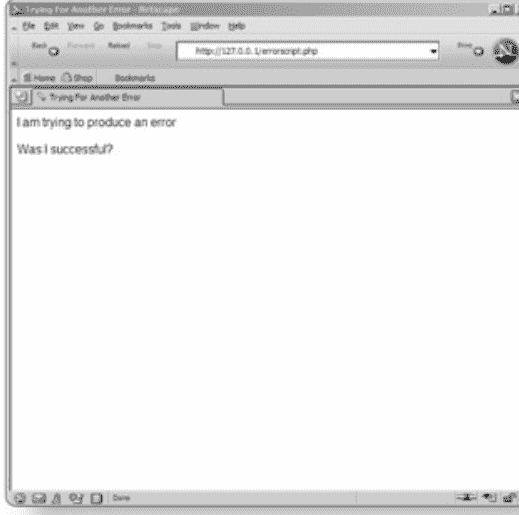 Trying For Another Error - Netscape
File Edit View Go Bookmarks Tools Window Help
Back Forward Reload Stop http://127.0.0.1/errorscript.php Print
Home Shop Bookmarks
Trying For Another Error
I am trying to produce an error
Was I successful?
Done